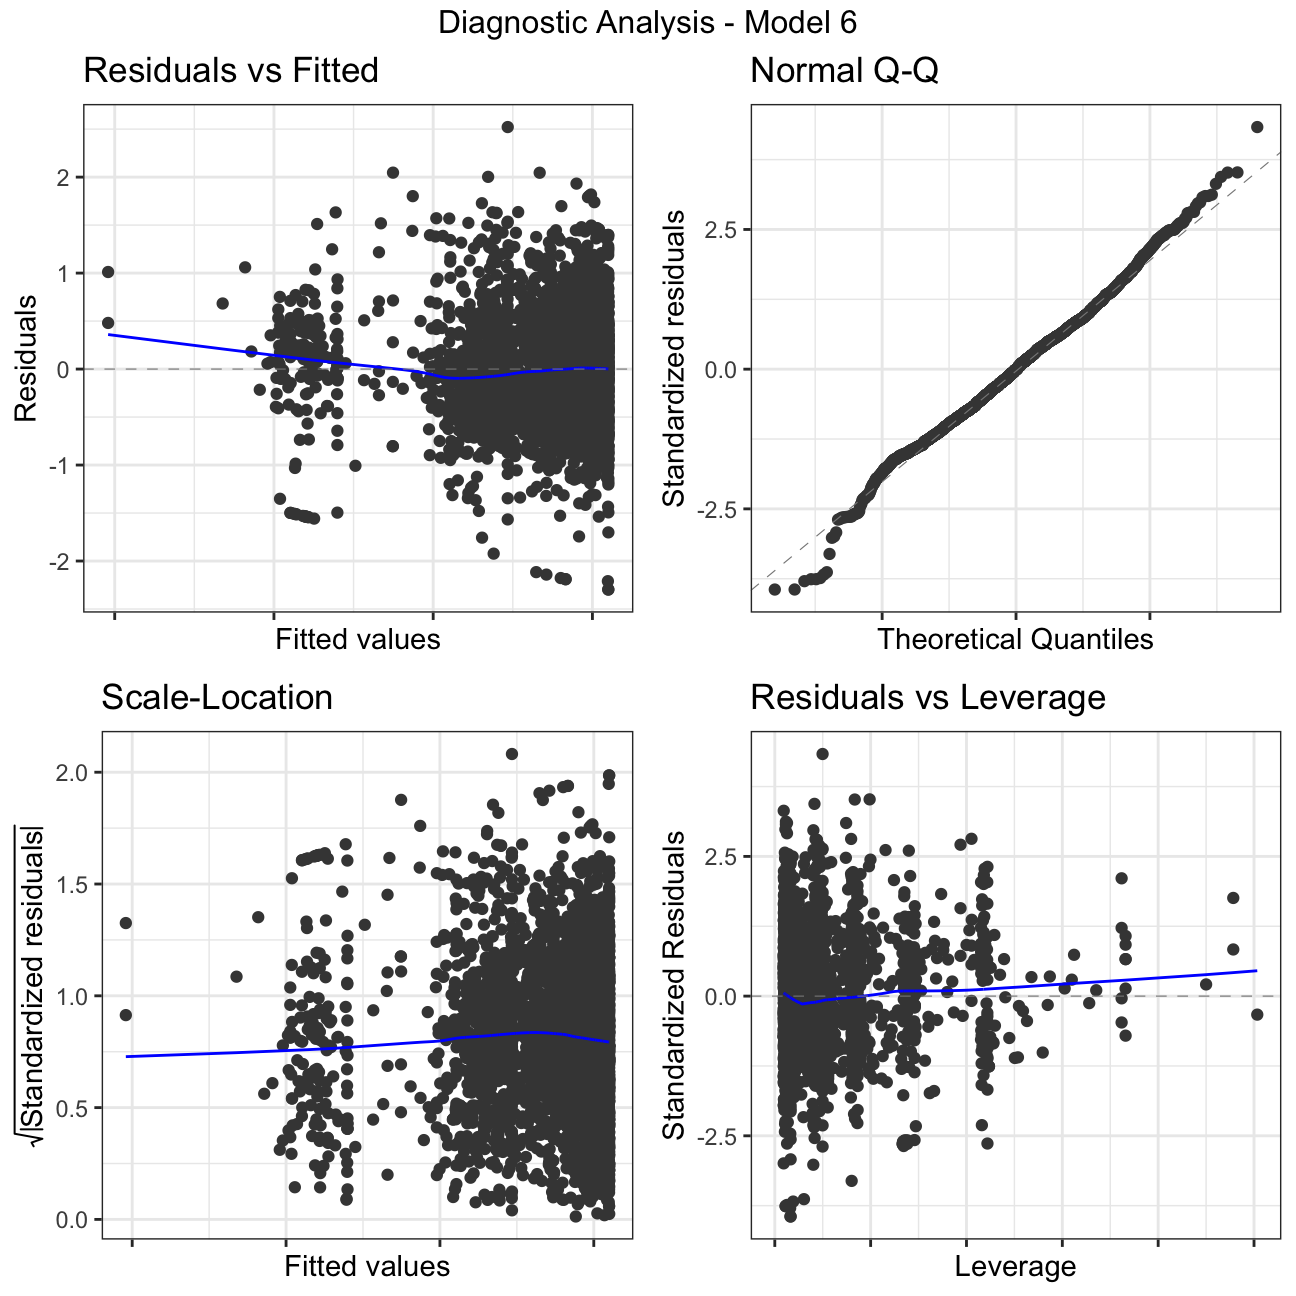 Diagnostic Analysis - Model 6
Residuals vs Fitted
Residuals
2
1
0
-1
-2
Fitted values
Normal Q-Q
Standardized residuals
2.5
0.0
-2.5
Theoretical Quantiles
Scale-Location
√|Standardized residuals|
2.0
1.5
1.0
0.5
0.0
Fitted values
Residuals vs Leverage
Standardized Residuals
2.5
0.0
-2.5
Leverage